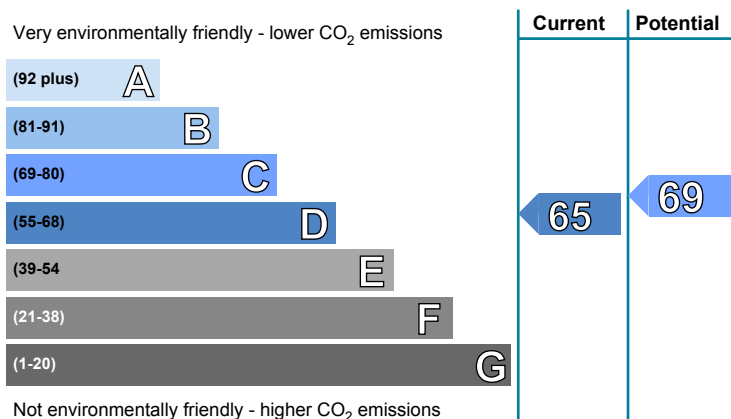 Very environmentally friendly - lower CO2 emissions
Current
Potential
(92 plus) A
(81-91) B
(69-80) C
(55-68) D
(39-54 E
(21-38) F
(1-20) G
65
69
Not environmentally friendly - higher CO2 emissions